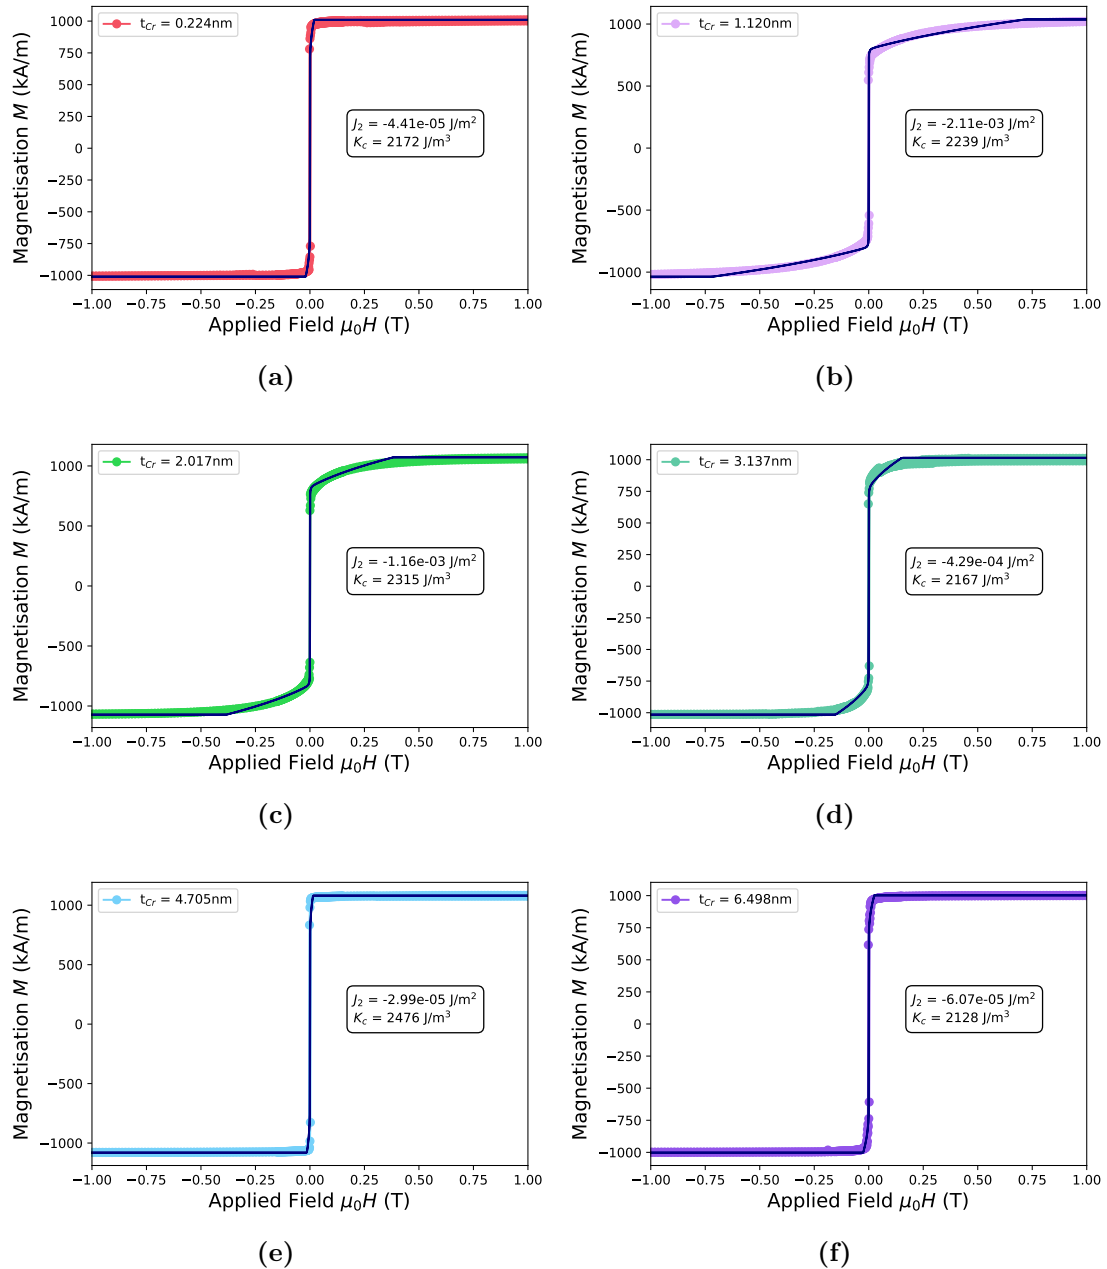 t_Cr = 0.224nm
J_2 = -4.41e-05 J/m^2
K_c = 2172 J/m^3
Magnetisation M (kA/m)
1000
750
500
250
0
−250
−500
−750
−1000
−1.00 −0.75 −0.50 −0.25 0.00 0.25 0.50 0.75 1.00
Applied Field μ_0H (T)
(a)
t_Cr = 1.120nm
J_2 = -2.11e-03 J/m^2
K_c = 2239 J/m^3
Magnetisation M (kA/m)
1000
500
0
−500
−1000
−1.00 −0.75 −0.50 −0.25 0.00 0.25 0.50 0.75 1.00
Applied Field μ_0H (T)
(b)
t_Cr = 2.017nm
J_2 = -1.16e-03 J/m^2
K_c = 2315 J/m^3
Magnetisation M (kA/m)
1000
500
0
−500
−1000
−1.00 −0.75 −0.50 −0.25 0.00 0.25 0.50 0.75 1.00
Applied Field μ_0H (T)
(c)
t_Cr = 3.137nm
J_2 = -4.29e-04 J/m^2
K_c = 2167 J/m^3
Magnetisation M (kA/m)
1000
750
500
250
0
−250
−500
−750
−1000
−1.00 −0.75 −0.50 −0.25 0.00 0.25 0.50 0.75 1.00
Applied Field μ_0H (T)
(d)
t_Cr = 4.705nm
J_2 = -2.99e-05 J/m^2
K_c = 2476 J/m^3
Magnetisation M (kA/m)
1000
500
0
−500
−1000
−1.00 −0.75 −0.50 −0.25 0.00 0.25 0.50 0.75 1.00
Applied Field μ_0H (T)
(e)
t_Cr = 6.498nm
J_2 = -6.07e-05 J/m^2
K_c = 2128 J/m^3
Magnetisation M (kA/m)
1000
750
500
250
0
−250
−500
−750
−1000
−1.00 −0.75 −0.50 −0.25 0.00 0.25 0.50 0.75 1.00
Applied Field μ_0H (T)
(f)